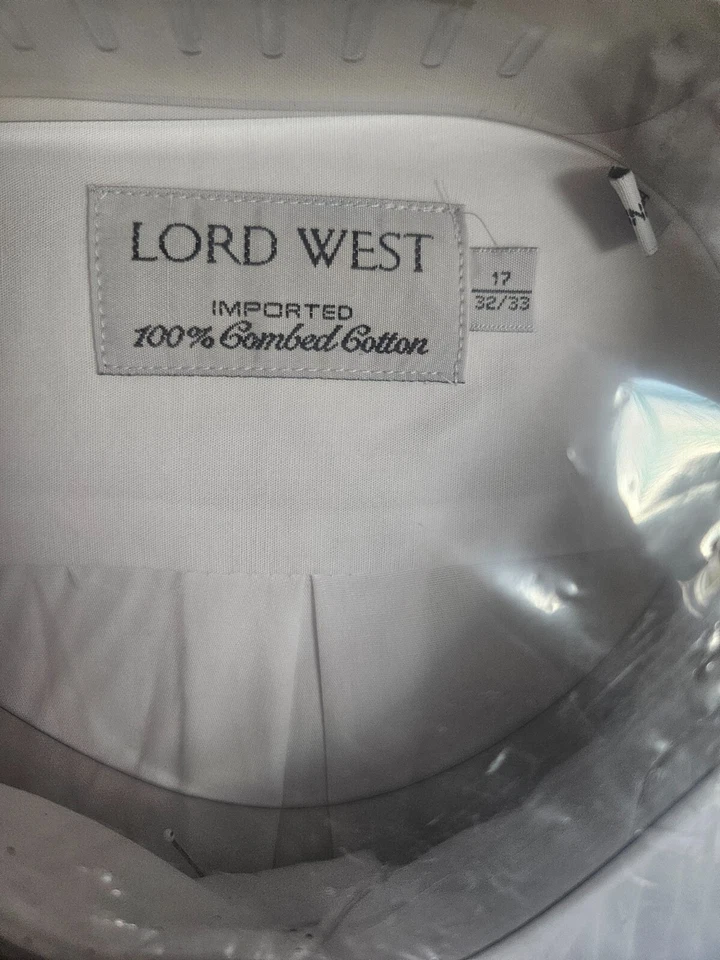 LORD WEST
IMPORTED
100% Combed Cotton
17
32/33